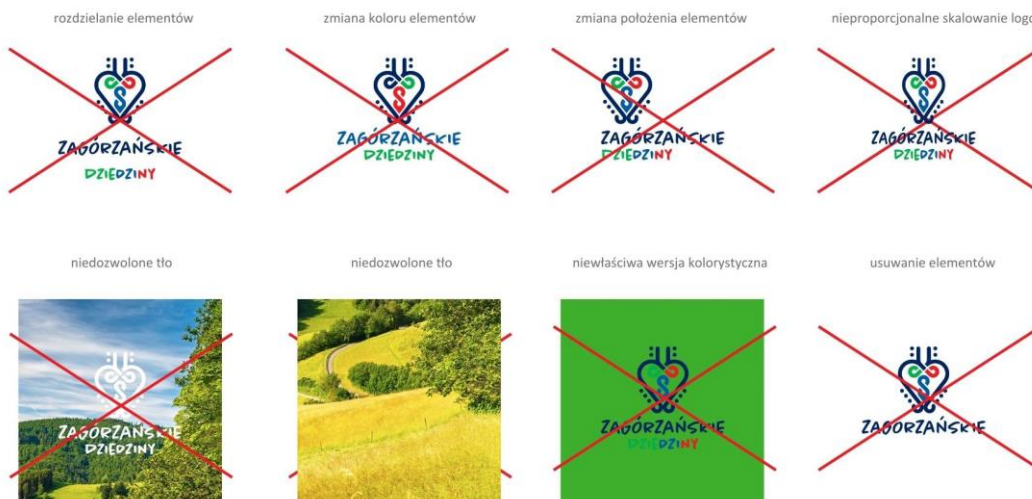 rozdzielanie elementów
zmiana koloru elementów
zmiana położenia elementów
nieproporcjonalne skalowanie logo
ZAGÓRZAŃSKIE
DZIEDZINY
ZAGÓRZAŃSKIE
DZIEDZINY
ZAGÓRZAŃSKIE
DZIEDZINY
ZAGÓRZAŃSKIE
DZIEDZINY
niedozwolone tło
niedozwolone tło
niewłaściwa wersja kolorystyczna
usuwanie elementów
ZAGÓRZAŃSKIE
DZIEDZINY
ZAGÓRZAŃSKIE
DZIEDZINY
ZAGÓRZAŃSKIE